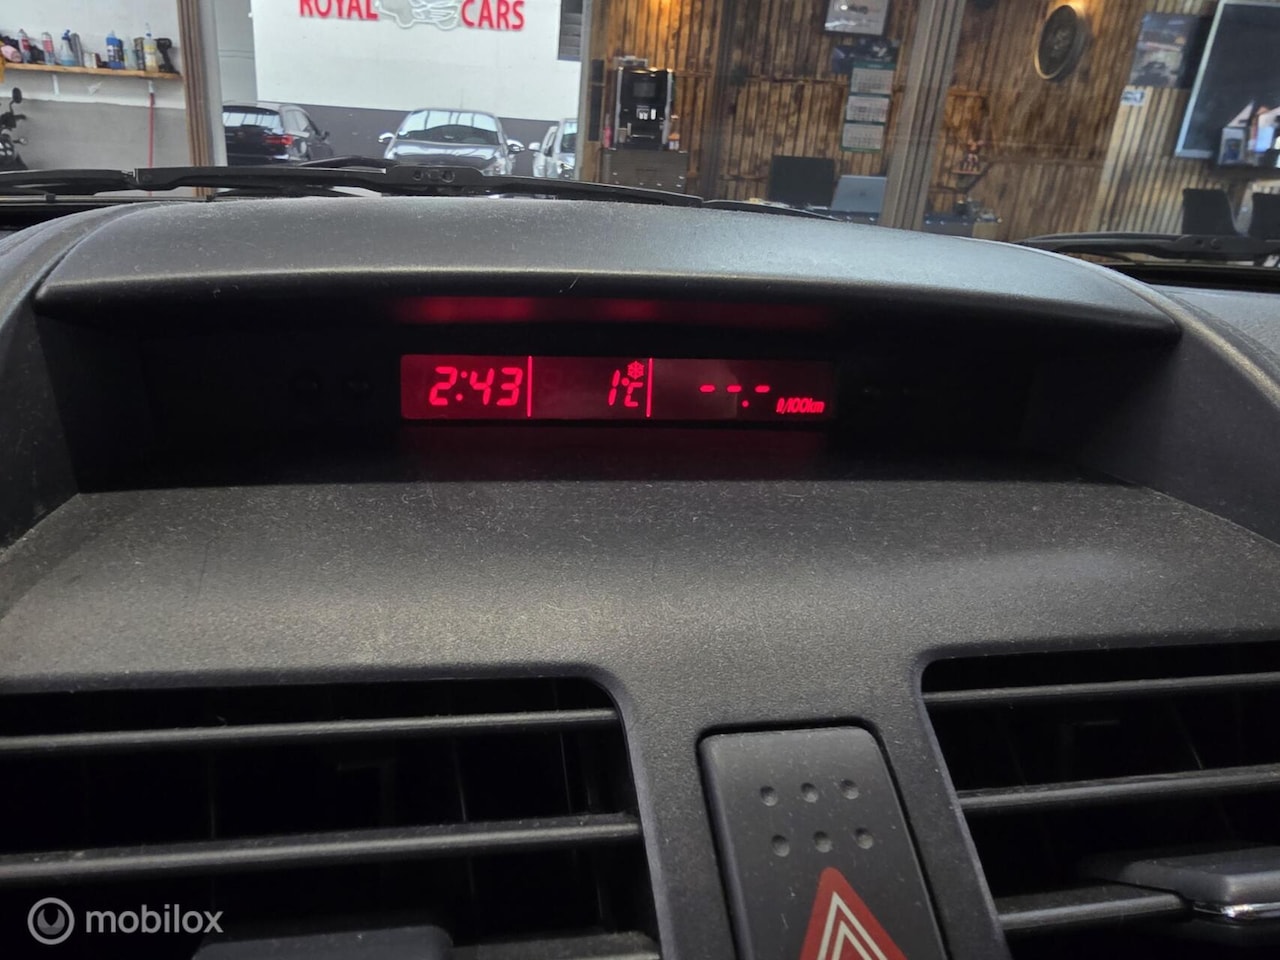 ROYAL CARS
2:43 1°C --.- ℓ/100km
mobilox